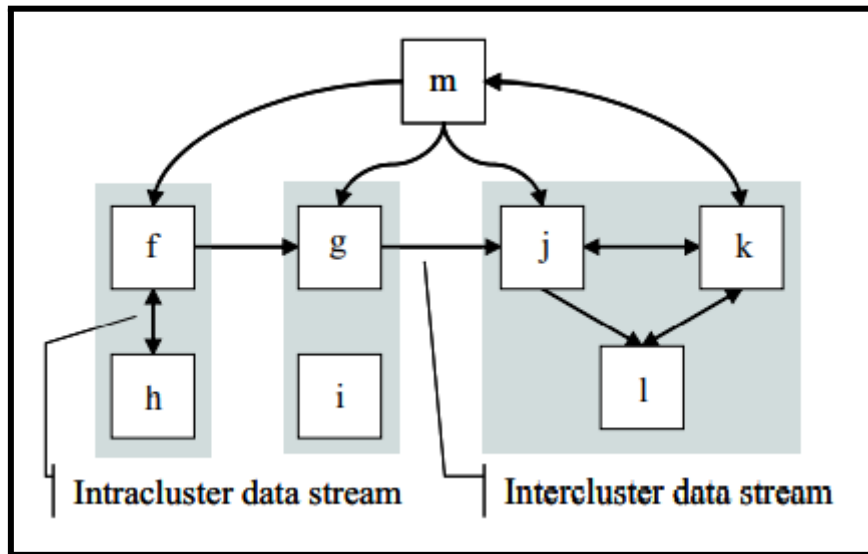 m
f
g
j
k
h
i
l
Intracluster data stream
Intercluster data stream